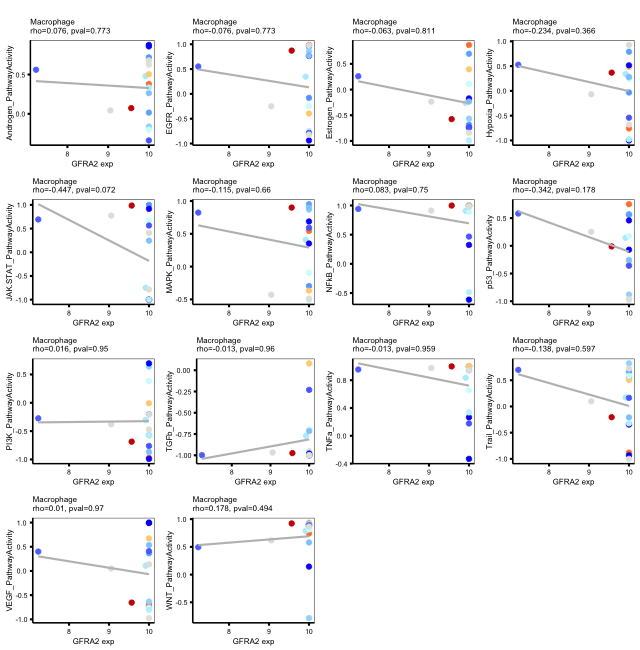 Macrophage
rho=0.076, pval=0.773
Androgen_PathwayActivity
0.5
0.0
8
9
10
GFRA2 exp
Macrophage
rho=-0.076, pval=0.773
EGFR_PathwayActivity
1.0
0.5
0.0
-0.5
-1.0
8
9
10
GFRA2 exp
Macrophage
rho=-0.063, pval=0.811
Estrogen_PathwayActivity
0.5
0.0
-0.5
-1.0
8
9
10
GFRA2 exp
Macrophage
rho=-0.234, pval=0.366
Hypoxia_PathwayActivity
1.0
0.5
0.0
-0.5
-1.0
8
9
10
GFRA2 exp
Macrophage
rho=-0.447, pval=0.072
JAK.STAT_PathwayActivity
1.0
0.5
0.0
-0.5
-1.0
8
9
10
GFRA2 exp
Macrophage
rho=-0.115, pval=0.66
MAPK_PathwayActivity
1.0
0.5
0.0
-0.5
8
9
10
GFRA2 exp
Macrophage
rho=0.083, pval=0.75
NFkB_PathwayActivity
1.0
0.5
0.0
-0.5
8
9
10
GFRA2 exp
Macrophage
rho=-0.342, pval=0.178
p53_PathwayActivity
0.5
0.0
-0.5
-1.0
8
9
10
GFRA2 exp
Macrophage
rho=0.016, pval=0.95
PI3K_PathwayActivity
0.5
0.0
-0.5
-1.0
8
9
10
GFRA2 exp
Macrophage
rho=-0.013, pval=0.96
TGFb_PathwayActivity
0.00
-0.25
-0.50
-0.75
-1.00
8
9
10
GFRA2 exp
Macrophage
rho=-0.013, pval=0.959
TNFa_PathwayActivity
0.8
0.4
0.0
-0.4
8
9
10
GFRA2 exp
Macrophage
rho=-0.138, pval=0.597
Trail_PathwayActivity
0.5
0.0
-0.5
-1.0
8
9
10
GFRA2 exp
Macrophage
rho=0.01, pval=0.97
VEGF_PathwayActivity
1.0
0.5
0.0
-0.5
-1.0
8
9
10
GFRA2 exp
Macrophage
rho=0.178, pval=0.494
WNT_PathwayActivity
0.5
0.0
-0.5
8
9
10
GFRA2 exp